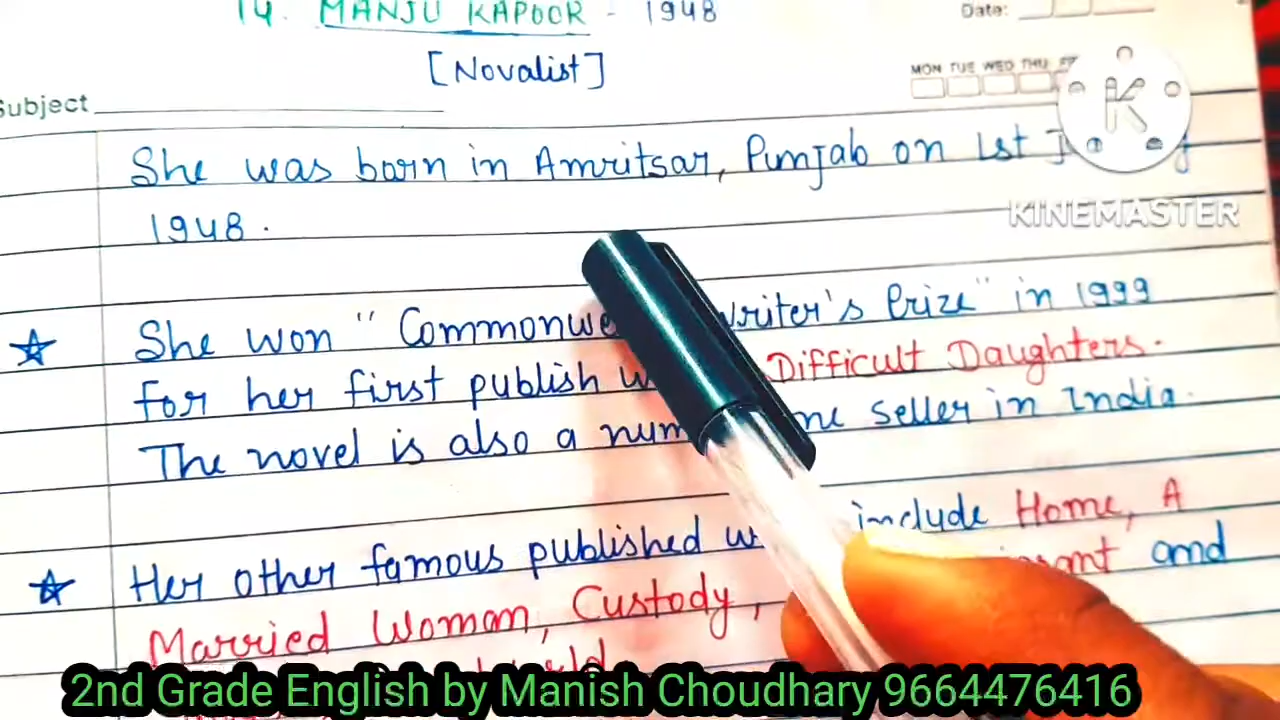 14. MANJU KAPOOR - 1948
Date:
[Novalist]
MON TUE WED THU
Subject
She was born in Amritsar, Punjab on 1st
1948.
KINEMASTER
She won " Commonwe writer's Prize" in 1999
for her first publish Difficult Daughters.
The novel is also a num seller in India.
Her other famous published include Home, A
Married Woman, Custody, and
2nd Grade English by Manish Choudhary 9664476416